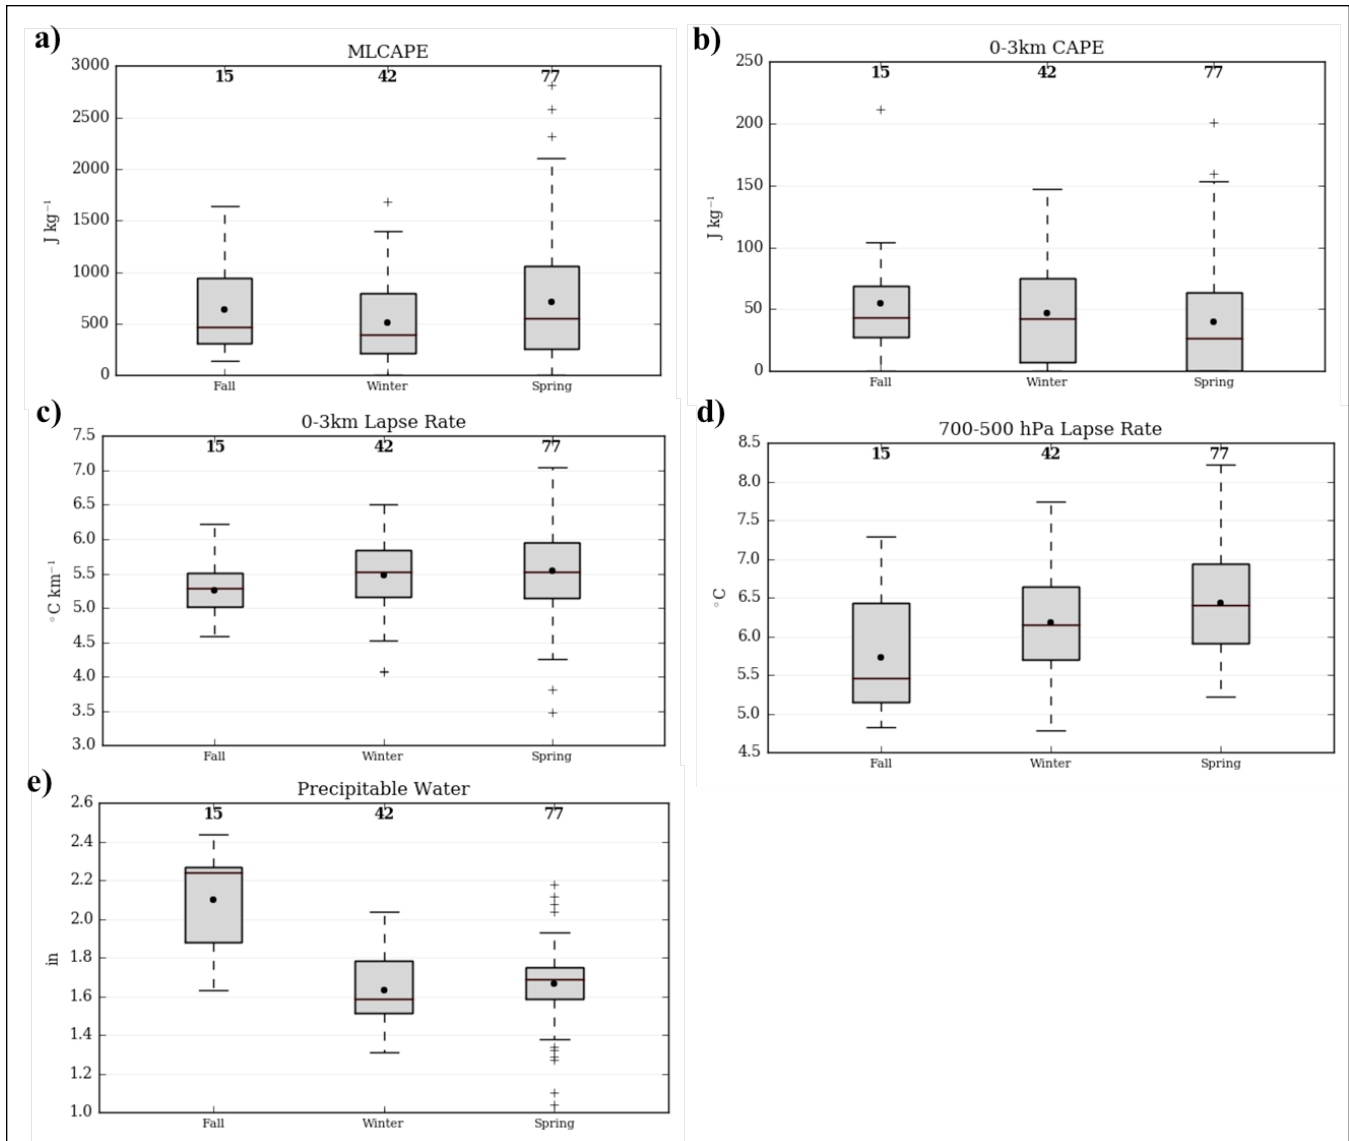 a)
MLCAPE
3000
2500
2000
1500
1000
500
0
J kg⁻¹
15 42 77
Fall Winter Spring
b)
0-3km CAPE
250
200
150
100
50
0
J kg⁻¹
15 42 77
Fall Winter Spring
c)
0-3km Lapse Rate
7.5
7.0
6.5
6.0
5.5
5.0
4.5
4.0
3.5
3.0
°C km⁻¹
15 42 77
Fall Winter Spring
d)
700-500 hPa Lapse Rate
8.5
8.0
7.5
7.0
6.5
6.0
5.5
5.0
4.5
°C
15 42 77
Fall Winter Spring
e)
Precipitable Water
2.6
2.4
2.2
2.0
1.8
1.6
1.4
1.2
1.0
in
15 42 77
Fall Winter Spring